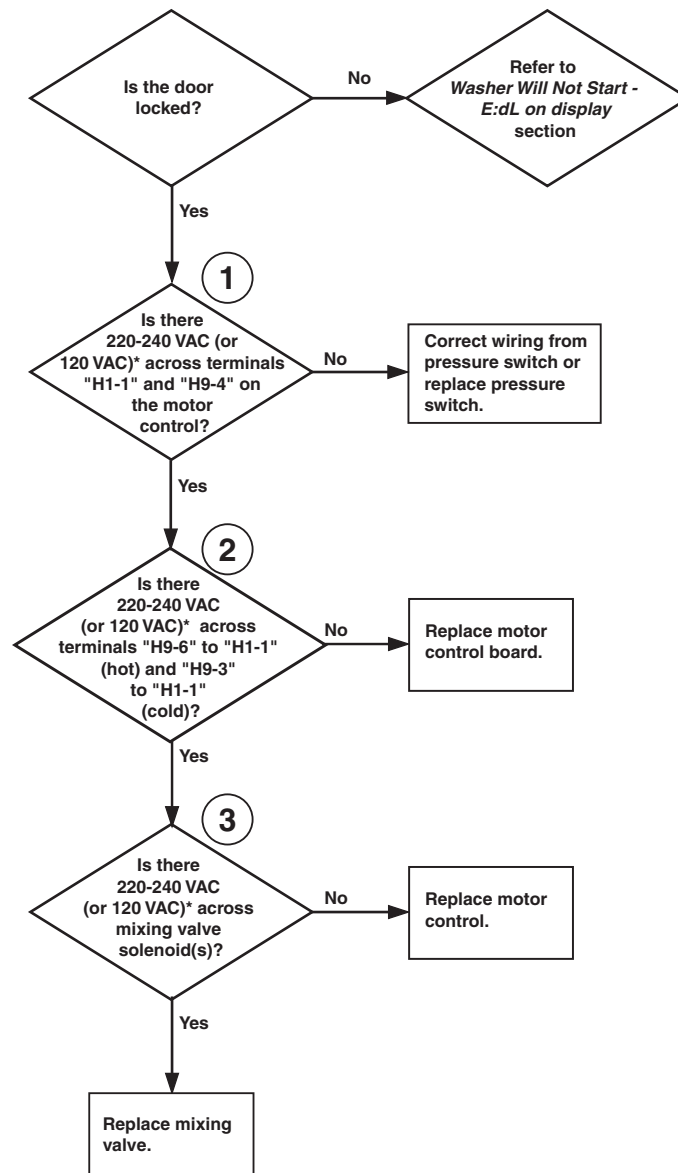 Is the door
locked?
No
Refer to
Washer Will Not Start -
E:dL on display
section
Yes
1
Is there
220-240 VAC (or
120 VAC)* across terminals
"H1-1" and "H9-4" on
the motor
control?
No
Correct wiring from
pressure switch or
replace pressure
switch.
Yes
2
Is there
220-240 VAC
(or 120 VAC)* across
terminals "H9-6" to "H1-1"
(hot) and "H9-3"
to "H1-1"
(cold)?
No
Replace motor
control board.
Yes
3
Is there
220-240 VAC
(or 120 VAC)* across
mixing valve
solenoid(s)?
No
Replace motor
control.
Yes
Replace mixing
valve.